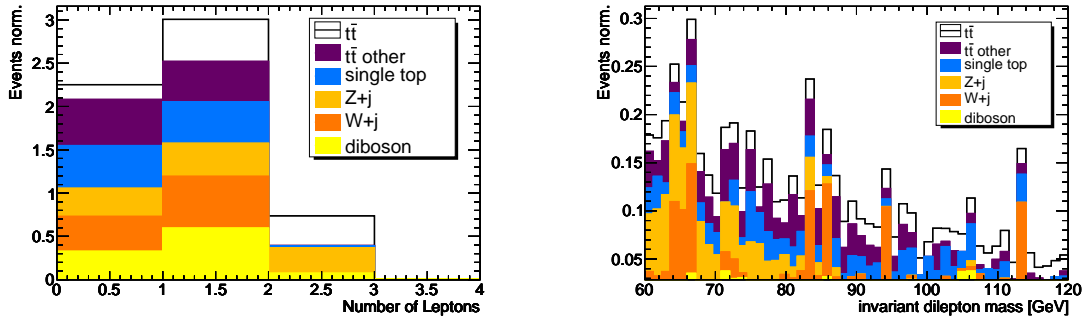 Events norm.
3
2.5
2
1.5
1
0.5
0
0 0.5 1 1.5 2 2.5 3 3.5 4
Number of Leptons
tt̄
tt̄ other
single top
Z+j
W+j
diboson
Events norm.
0.3
0.25
0.2
0.15
0.1
0.05
60 70 80 90 100 110 120
invariant dilepton mass [GeV]
tt̄
tt̄ other
single top
Z+j
W+j
diboson